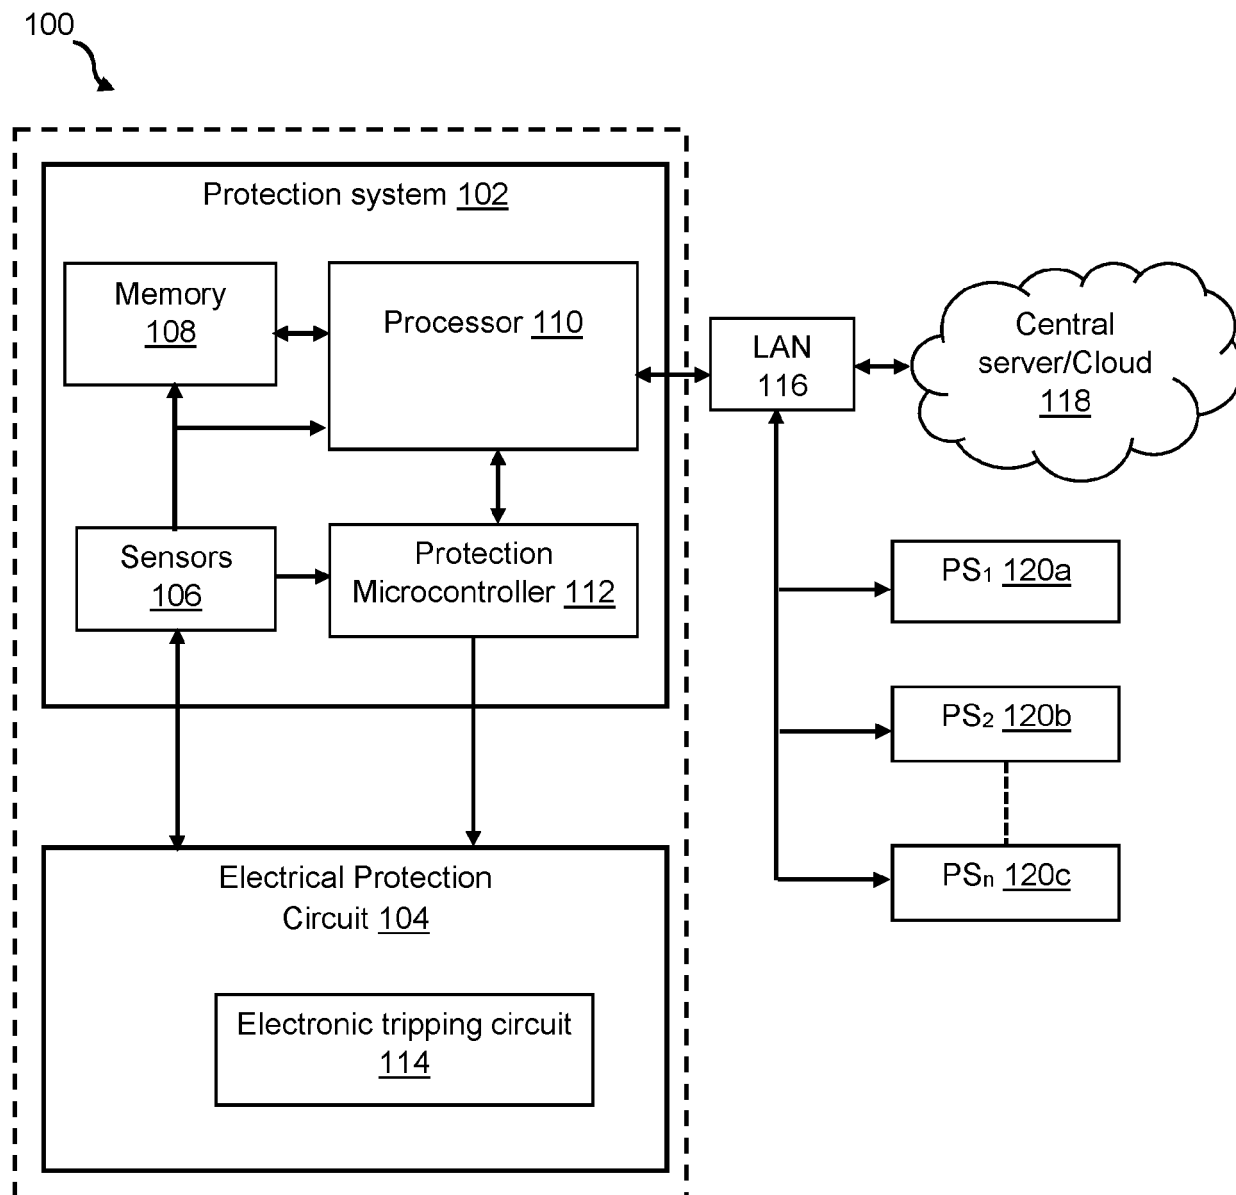 100
Protection system 102
Memory
108
Processor 110
LAN
116
Central
server/Cloud
118
Sensors
106
Protection
Microcontroller 112
PS₁ 120a
PS₂ 120b
PSₙ 120c
Electrical Protection
Circuit 104
Electronic tripping circuit
114